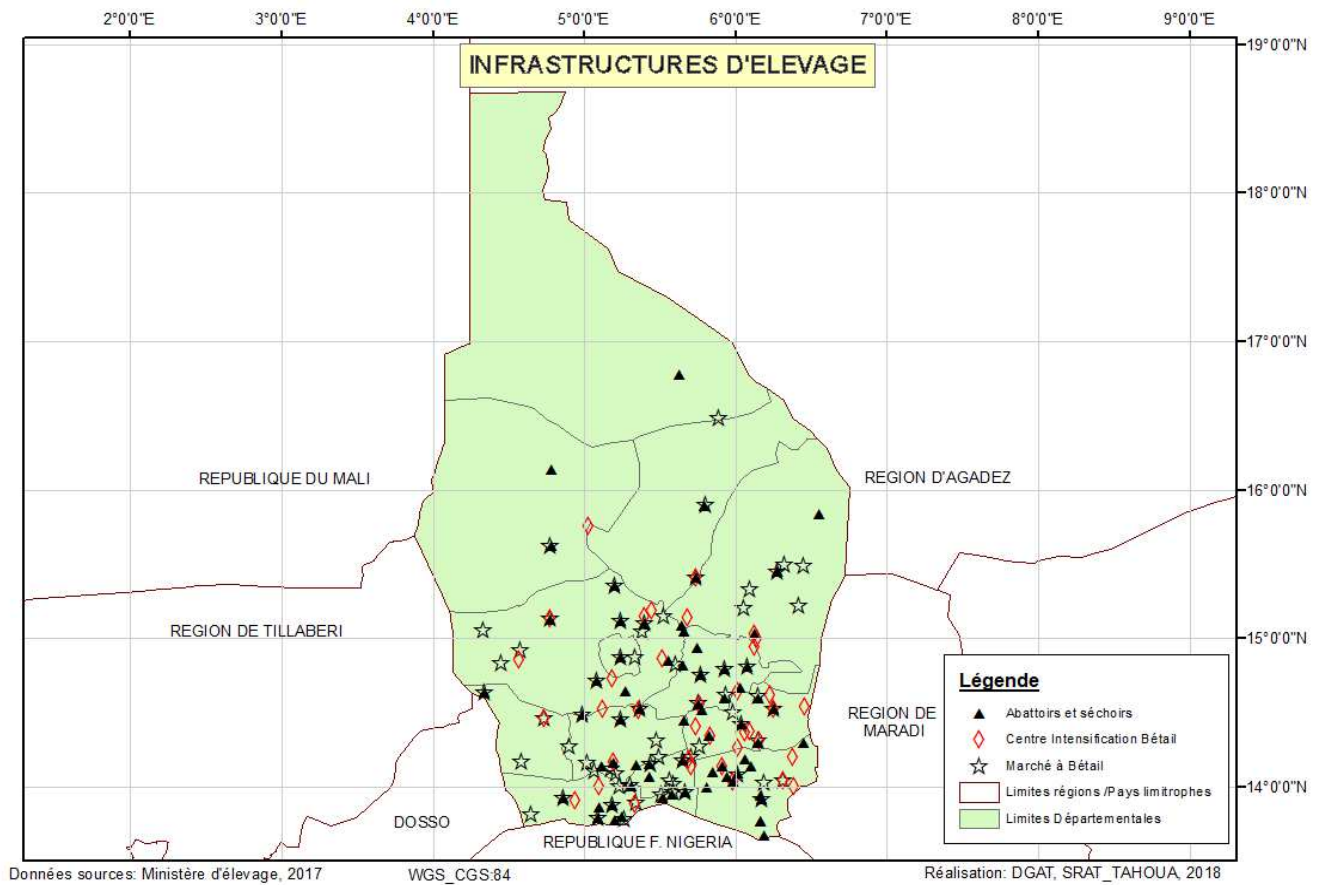 2°0'0"E 3°0'0"E 4°0'0"E 5°0'0"E 6°0'0"E 7°0'0"E 8°0'0"E 9°0'0"E
INFRASTRUCTURES D'ELEVAGE
19°0'0"N
18°0'0"N
17°0'0"N
16°0'0"N
15°0'0"N
14°0'0"N
REPUBLIQUE DU MALI
REGION D'AGADEZ
REGION DE TILLABERI
REGION DE
MARADI
DOSSO
REPUBLIQUE F. NIGERIA
Légende
Abattoirs et séchoirs
Centre Intensification Bétail
Marché à Bétail
Limites régions /Pays limitrophes
Limites Départementales
Données sources: Ministère d'élevage, 2017 WGS_CGS:84 Réalisation: DGAT, SRAT_TAHOUA, 2018